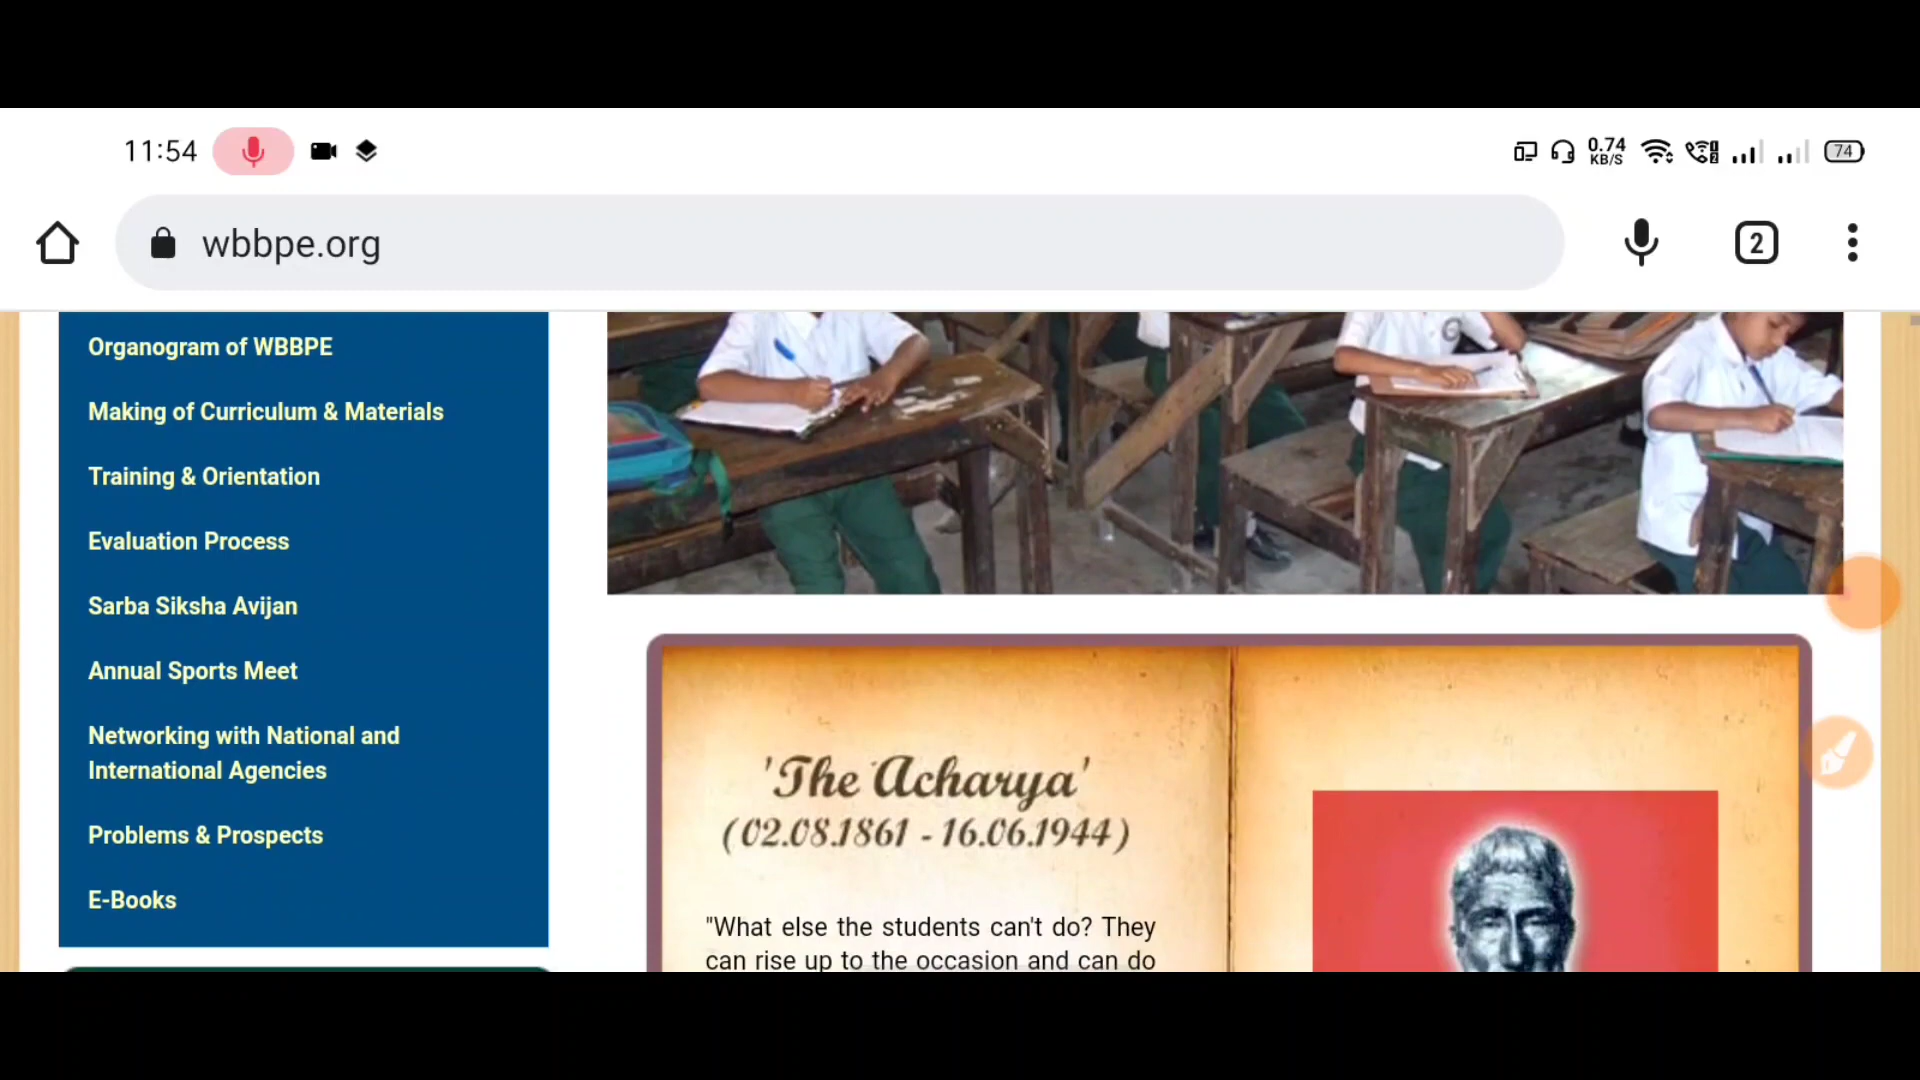 11:54
0.74
KB/S
74
wbbpe.org
2
Organogram of WBBPE
Making of Curriculum & Materials
Training & Orientation
Evaluation Process
Sarba Siksha Avijan
Annual Sports Meet
Networking with National and
International Agencies
Problems & Prospects
E-Books
'The Acharya'
(02.08.1861 - 16.06.1944)
"What else the students can't do? They
can rise up to the occasion and can do